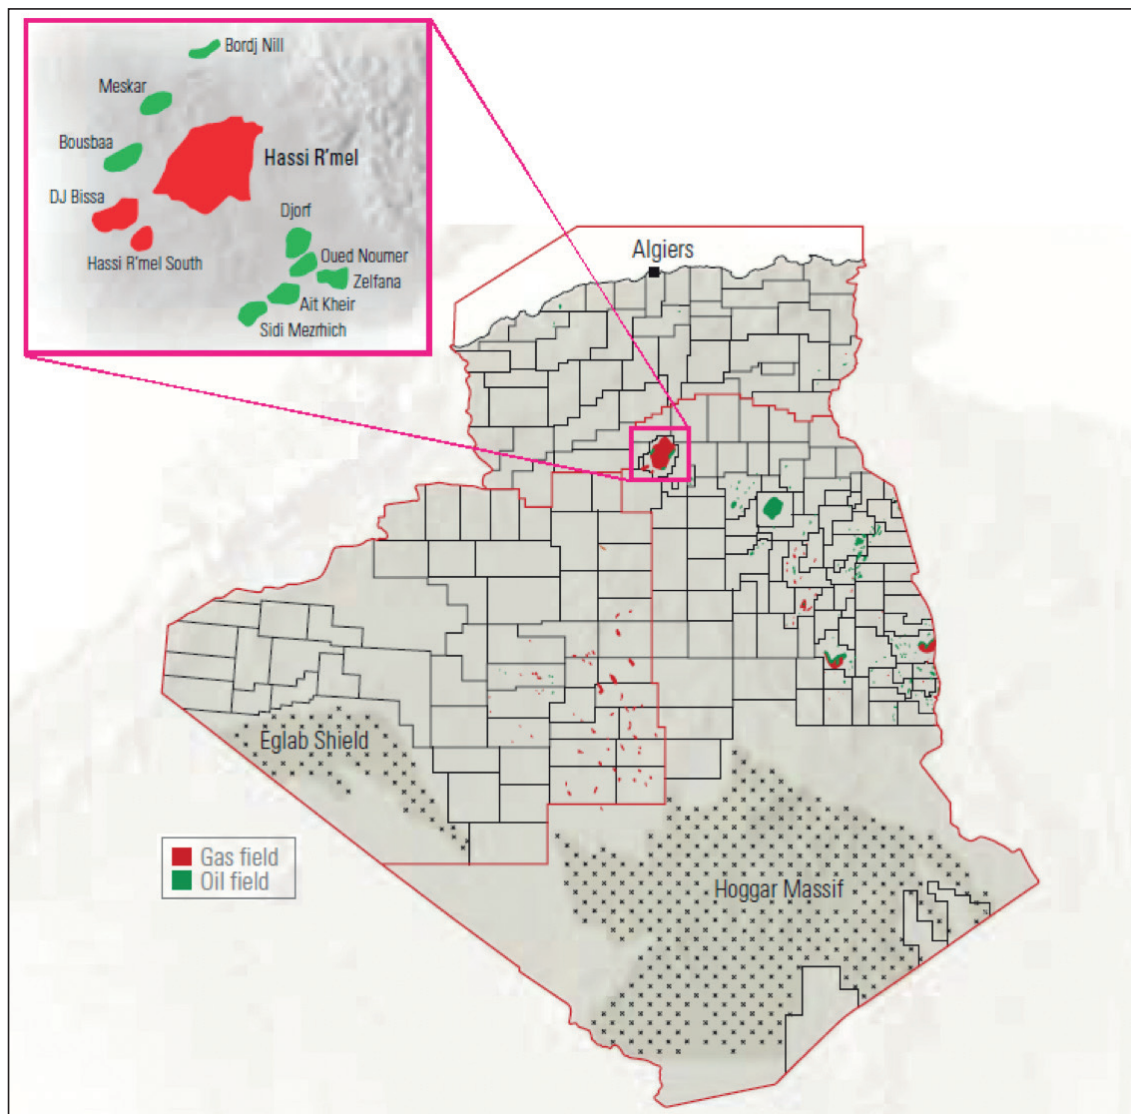 Bordj Nill
Meskar
Bousbaa
Hassi R'mel
DJ Bissa
Djorf
Hassi R'mel South
Oued Noumer
Zelfana
Ait Kheir
Sidi Mezrhich
Algiers
Eglab Shield
Gas field
Oil field
Hoggar Massif